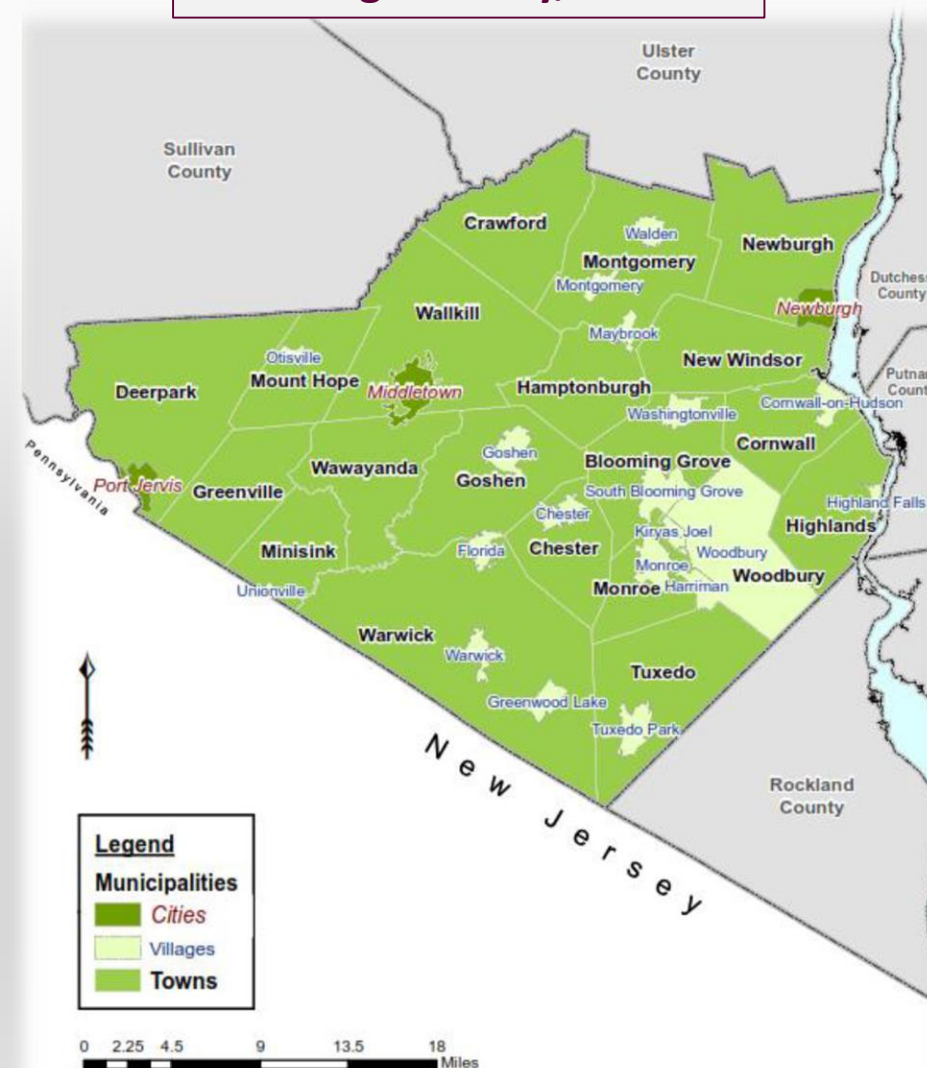 Ulster
County
Sullivan
County
Crawford
Walden
Montgomery
Montgomery
Newburgh
Newburgh
Dutches
County
Wallkill
Maybrook
Otisville
Mount Hope
New Windsor
Deerpark
Middletown
Hamptonburgh
Putna
Count
Washingtonville
Cornwall-on-Hudson
Cornwall
Pennsylvania
Port Jervis
Greenville
Wawayanda
Goshen
Goshen
Blooming Grove
South Blooming Grove
Highland Falls
Highlands
Chester
Chester
Kiryas Joel
Woodbury
Woodbury
Minisink
Florida
Monroe
Monroe
Harriman
Unionville
Warwick
Warwick
Tuxedo
Greenwood Lake
Tuxedo Park
New Jersey
Rockland
County
Legend
Municipalities
Cities
Villages
Towns
0 2.25 4.5 9 13.5 18
Miles